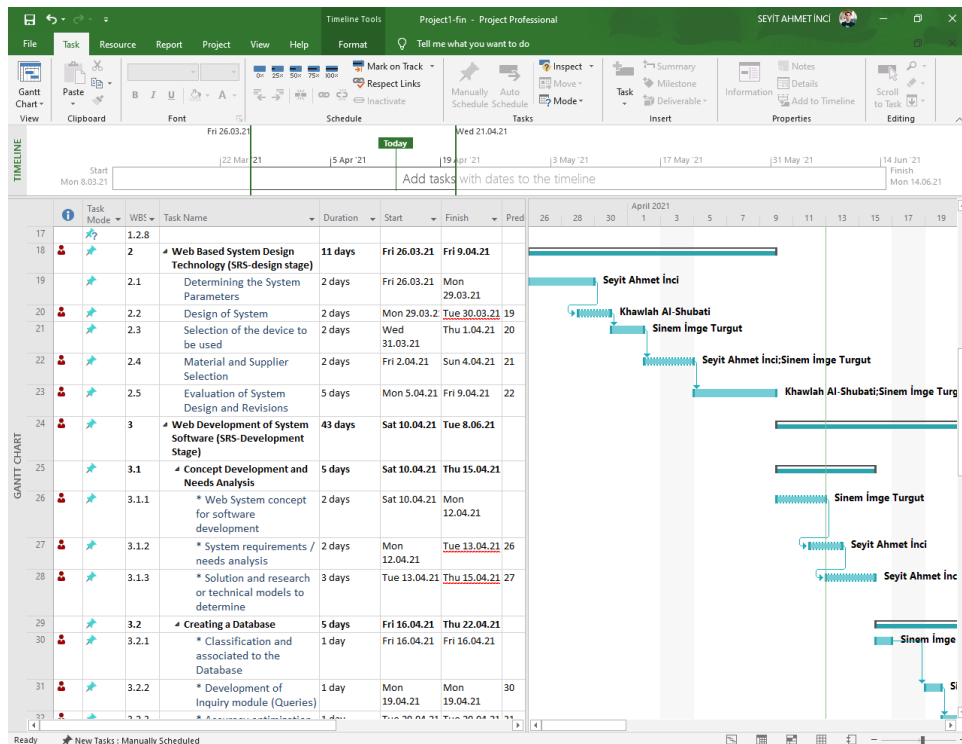 Timeline Tools
Project1-fin - Project Professional
SEYİT AHMET İNCİ
File Task Resource Report Project View Help Format Tell me what you want to do
Gantt Chart
Paste
B I U A
0% 25% 50% 75% 100%
Mark on Track
Respect Links
Inactivate
Manually Schedule
Auto Schedule
Inspect
Move
Mode
Task
Summary
Milestone
Deliverable
Information
Notes
Details
Add to Timeline
Scroll to Task
View Clipboard Font Schedule Tasks Insert Properties Editing
TIMELINE
Fri 26.03.21 Wed 21.04.21
Today
22 Mar '21 5 Apr '21 19 Apr '21 3 May '21 17 May '21 31 May '21 14 Jun '21
Start
Mon 8.03.21
Add tasks with dates to the timeline
Finish
Mon 14.06.21
Task Mode WBS Task Name Duration Start Finish Pred
April 2021
26 28 30 1 3 5 7 9 11 13 15 17 19
GANTT CHART
17 1.2.8
18 2 Web Based System Design 11 days Fri 26.03.21 Fri 9.04.21
Technology (SRS-design stage)
19 2.1 Determining the System 2 days Fri 26.03.21 Mon
Parameters 29.03.21
Seyit Ahmet İnci
20 2.2 Design of System 2 days Mon 29.03.2 Tue 30.03.21 19
Khawlah Al-Shubati
21 2.3 Selection of the device to 2 days Wed Thu 1.04.21 20
be used 31.03.21
Sinem İmge Turgut
22 2.4 Material and Supplier 2 days Fri 2.04.21 Sun 4.04.21 21
Selection
Seyit Ahmet İnci;Sinem İmge Turgut
23 2.5 Evaluation of System 5 days Mon 5.04.21 Fri 9.04.21 22
Design and Revisions
Khawlah Al-Shubati;Sinem İmge Turg
24 3 Web Development of System 43 days Sat 10.04.21 Tue 8.06.21
Software (SRS-Development
Stage)
25 3.1 Concept Development and 5 days Sat 10.04.21 Thu 15.04.21
Needs Analysis
26 3.1.1 * Web System concept 2 days Sat 10.04.21 Mon
for software 12.04.21
development
Sinem İmge Turgut
27 3.1.2 * System requirements / 2 days Mon Tue 13.04.21 26
needs analysis 12.04.21
Seyit Ahmet İnci
28 3.1.3 * Solution and research 3 days Tue 13.04.21 Thu 15.04.21 27
or technical models to
determine
Seyit Ahmet İnc
29 3.2 Creating a Database 5 days Fri 16.04.21 Thu 22.04.21
30 3.2.1 * Classification and 1 day Fri 16.04.21 Fri 16.04.21
associated to the
Database
Sinem İmge
31 3.2.2 * Development of 1 day Mon Mon 30
Inquiry module (Queries) 19.04.21 19.04.21
Si
Ready New Tasks : Manually Scheduled